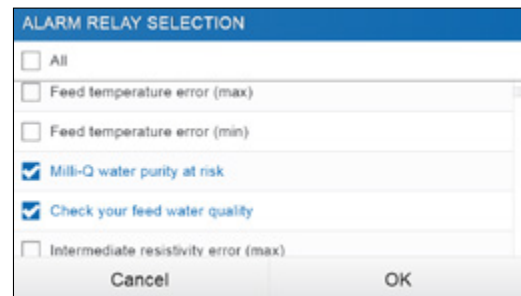 ALARM RELAY SELECTION
All
Feed temperature error (max)
Feed temperature error (min)
Milli-Q water purity at risk
Check your feed water quality
Intermediate resistivity error (max)
Cancel OK